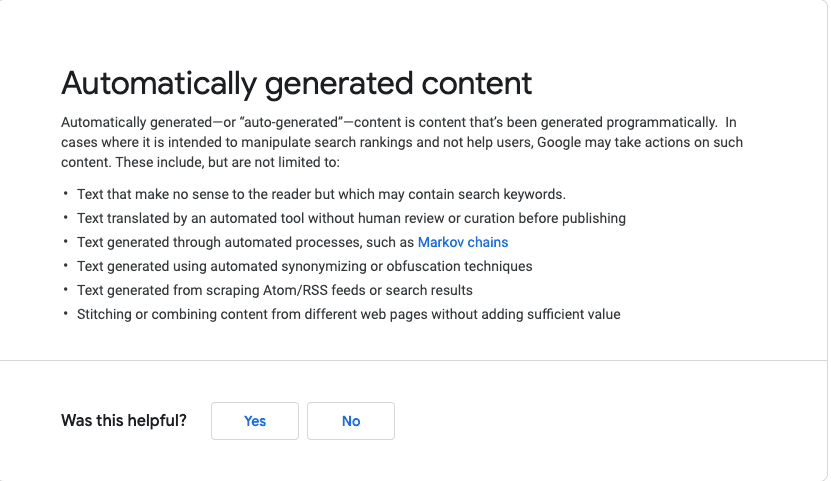 Automatically generated content
Automatically generated—or “auto-generated”—content is content that’s been generated programmatically.  In
cases where it is intended to manipulate search rankings and not help users, Google may take actions on such
content. These include, but are not limited to:
• Text that make no sense to the reader but which may contain search keywords.
• Text translated by an automated tool without human review or curation before publishing
• Text generated through automated processes, such as Markov chains
• Text generated using automated synonymizing or obfuscation techniques
• Text generated from scraping Atom/RSS feeds or search results
• Stitching or combining content from different web pages without adding sufficient value
Was this helpful? Yes No